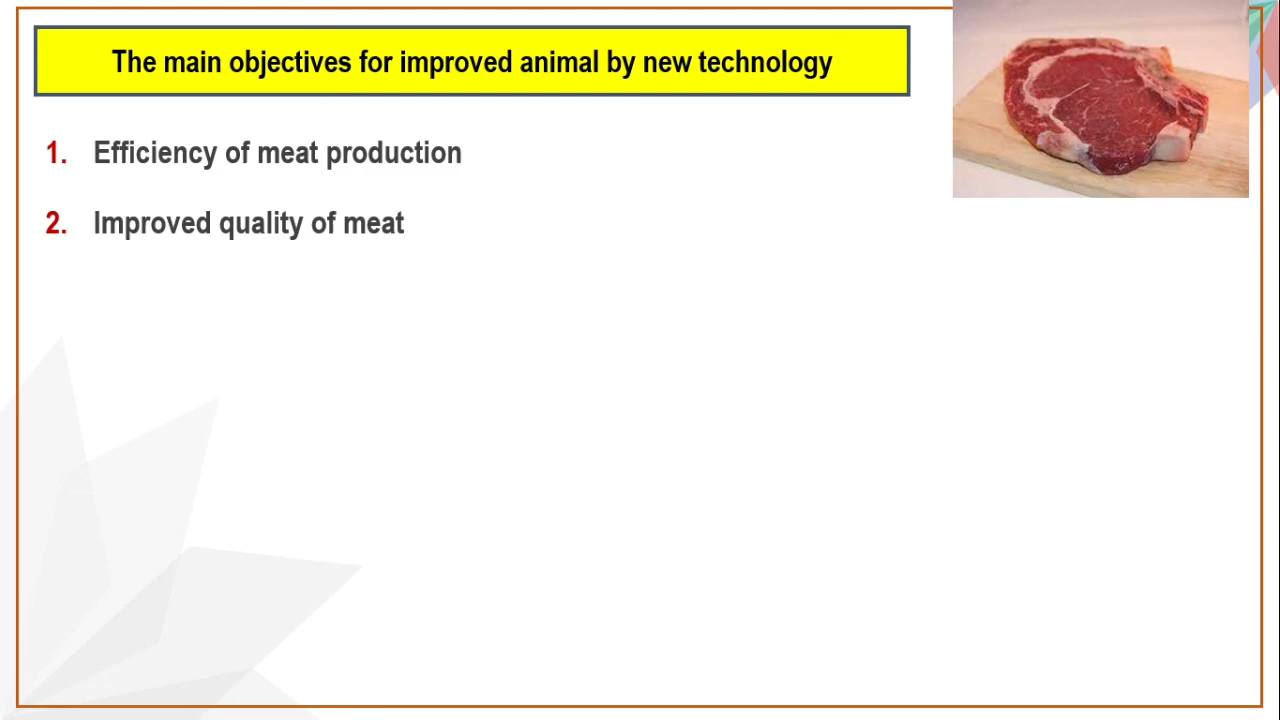 The main objectives for improved animal by new technology
1. Efficiency of meat production
2. Improved quality of meat